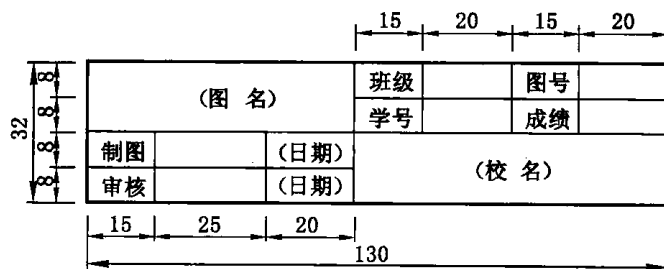 15 20 15 20
8 班级 图号
(图 名)
8 学号 成绩
32
8 制图 (日期)
(校 名)
8 审核 (日期)
15 25 20
130